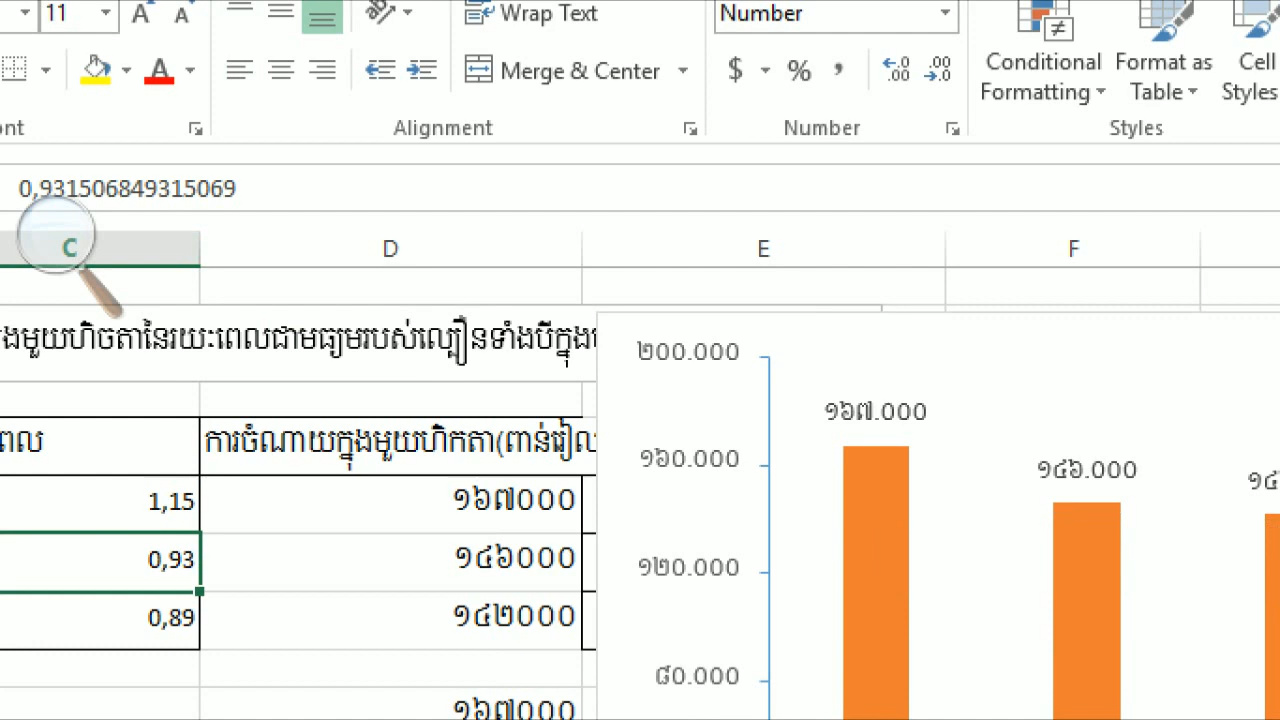 11 A A Wrap Text Number
Merge & Center $ % , Conditional Formatting Format as Table Cell Styles
Alignment Number Styles
0,931506849315069
C D E F
ងមួយហិចតានៃរយៈពេលជាមធ្យមរបស់ល្បឿនទាំងបីក្នុង
ការចំណាយក្នុងមួយហិកតា(ពាន់រៀល
1,15 ១៦៧០០០
0,93 ១៤៦០០០
0,89 ១៤២០០០
១៦៧០០០
២០០.០០០
១៦០.០០០
១២០.០០០
៨០.០០០
១៦៧.០០០
១៤៦.០០០